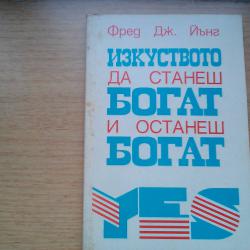 Фред Дж. Йънг
ИЗКУСТВОТО
ДА СТАНЕШ
БОГАТ
И ОСТАНЕШ
БОГАТ
YES